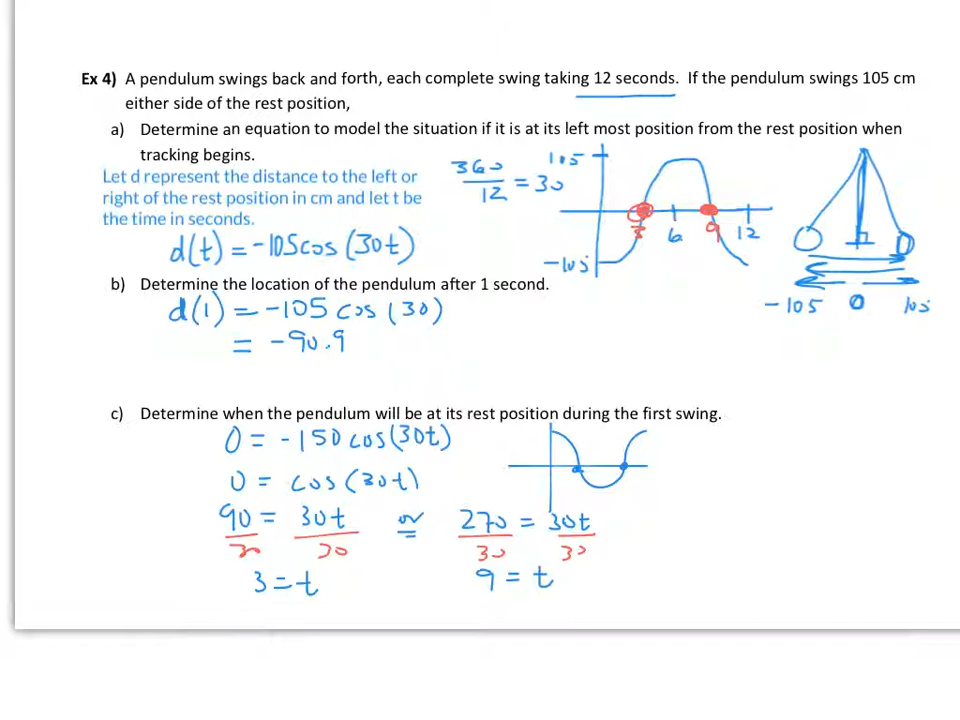 Ex 4) A pendulum swings back and forth, each complete swing taking 12 seconds. If the pendulum swings 105 cm
either side of the rest position,
a) Determine an equation to model the situation if it is at its left most position from the rest position when
tracking begins.
Let d represent the distance to the left or
right of the rest position in cm and let t be
the time in seconds.
360/12 = 30
105
-105
3 6 9 12
-105 0 105
d(t) = -105cos(30t)
b) Determine the location of the pendulum after 1 second.
d(1) = -105 cos(30)
= -90.9
c) Determine when the pendulum will be at its rest position during the first swing.
0 = -150cos(30t)
0 = cos(30t)
90 = 30t or 270 = 30t
30 30 30 30
3 = t 9 = t